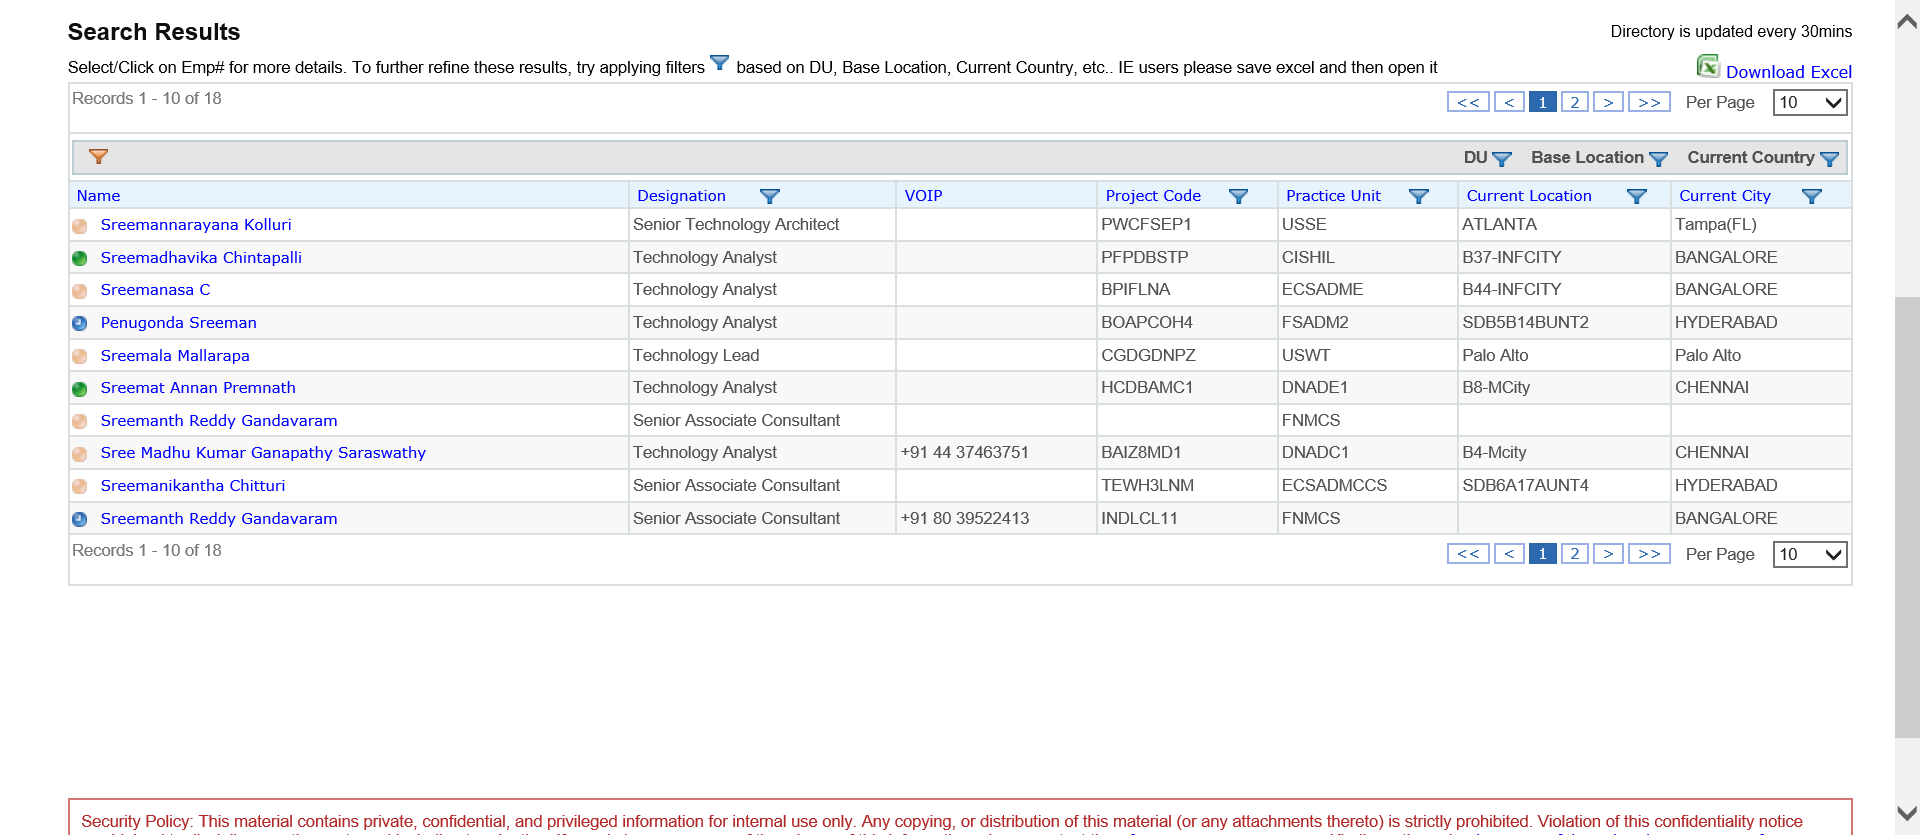 Search Results
Directory is updated every 30mins
Select/Click on Emp# for more details. To further refine these results, try applying filters based on DU, Base Location, Current Country, etc.. IE users please save excel and then open it
Download Excel
Records 1 - 10 of 18 << < 1 2 > >> Per Page 10
DU Base Location Current Country
Name Designation VOIP Project Code Practice Unit Current Location Current City
Sreemannarayana Kolluri Senior Technology Architect PWCFSEP1 USSE ATLANTA Tampa(FL)
Sreemadhavika Chintapalli Technology Analyst PFPDBSTP CISHIL B37-INFCITY BANGALORE
Sreemanasa C Technology Analyst BPIFLNA ECSADME B44-INFCITY BANGALORE
Penugonda Sreeman Technology Analyst BOAPCOH4 FSADM2 SDB5B14BUNT2 HYDERABAD
Sreemala Mallarapa Technology Lead CGDGDNPZ USWT Palo Alto Palo Alto
Sreemat Annan Premnath Technology Analyst HCDBAMC1 DNADE1 B8-MCity CHENNAI
Sreemanth Reddy Gandavaram Senior Associate Consultant FNMCS
Sree Madhu Kumar Ganapathy Saraswathy Technology Analyst +91 44 37463751 BAIZ8MD1 DNADC1 B4-Mcity CHENNAI
Sreemanikantha Chitturi Senior Associate Consultant TEWH3LNM ECSADMCCS SDB6A17AUNT4 HYDERABAD
Sreemanth Reddy Gandavaram Senior Associate Consultant +91 80 39522413 INDLCL11 FNMCS BANGALORE
Records 1 - 10 of 18 << < 1 2 > >> Per Page 10
Security Policy: This material contains private, confidential, and privileged information for internal use only. Any copying, or distribution of this material (or any attachments thereto) is strictly prohibited. Violation of this confidentiality notice